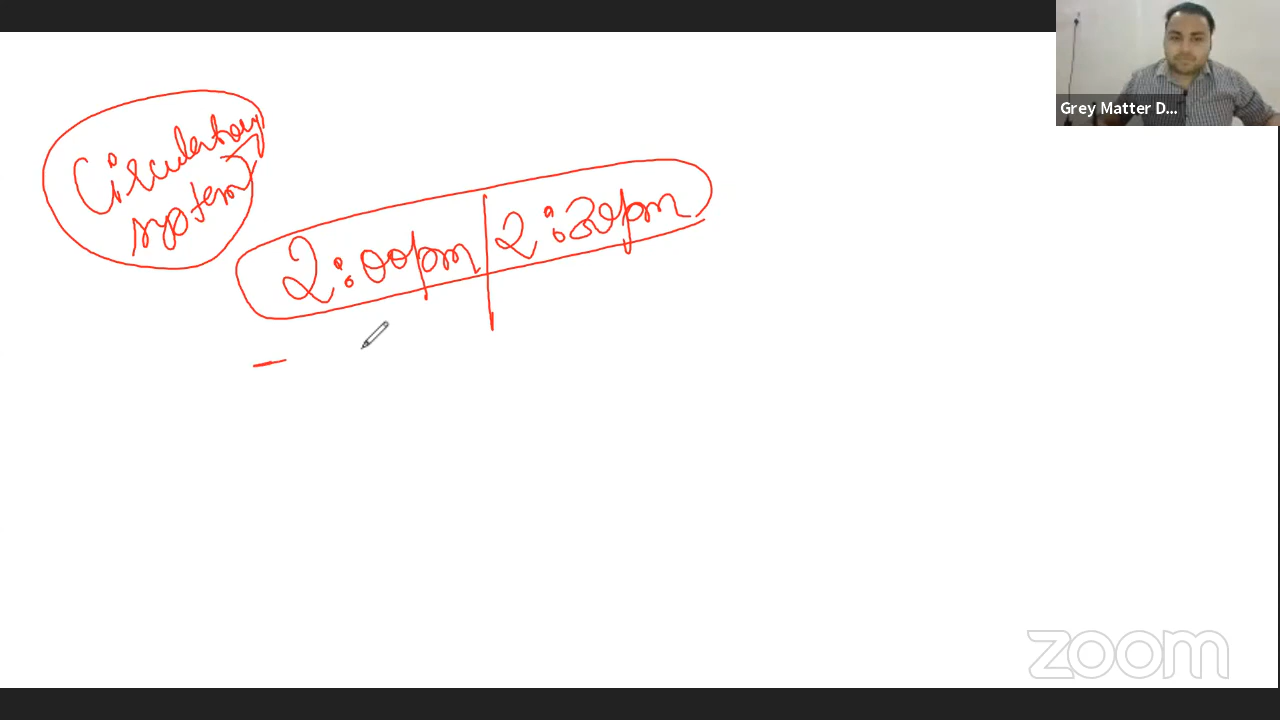 Grey Matter D...
Circulatory
system
2:00pm 2:30pm
zoom